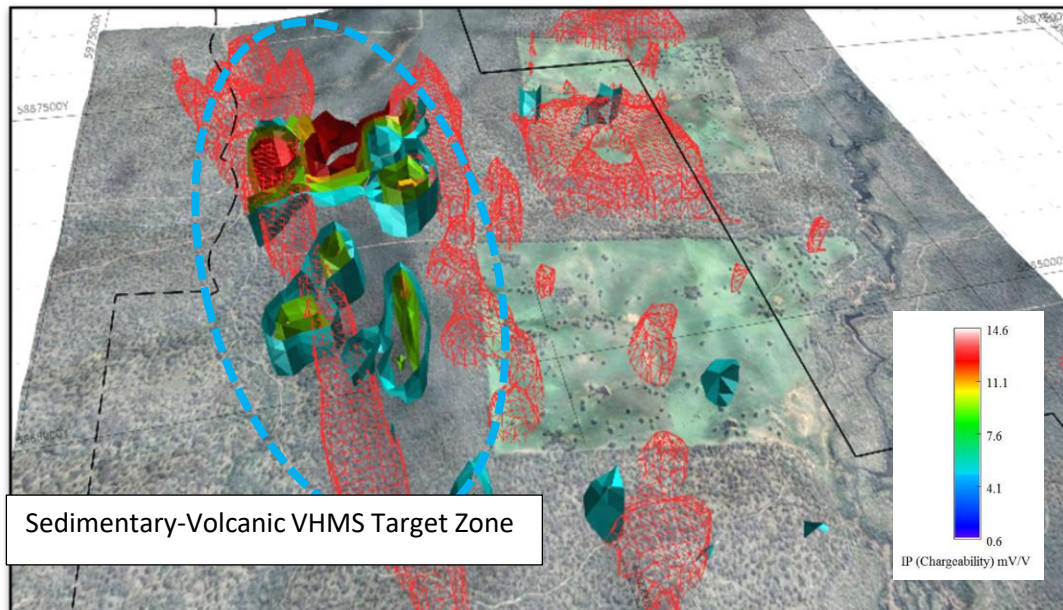 597500X
5887500Y
5887500
14.6
11.1
7.6
4.1
0.6
IP (Chargeability) mV/V
Sedimentary-Volcanic VHMS Target Zone